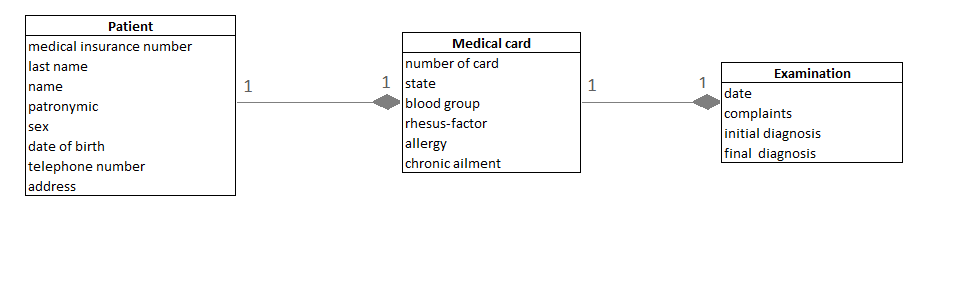 Patient
medical insurance number
last name
name
patronymic
sex
date of birth
telephone number
address
1
1
Medical card
number of card
state
blood group
rhesus-factor
allergy
chronic ailment
1
1
Examination
date
complaints
initial diagnosis
final  diagnosis